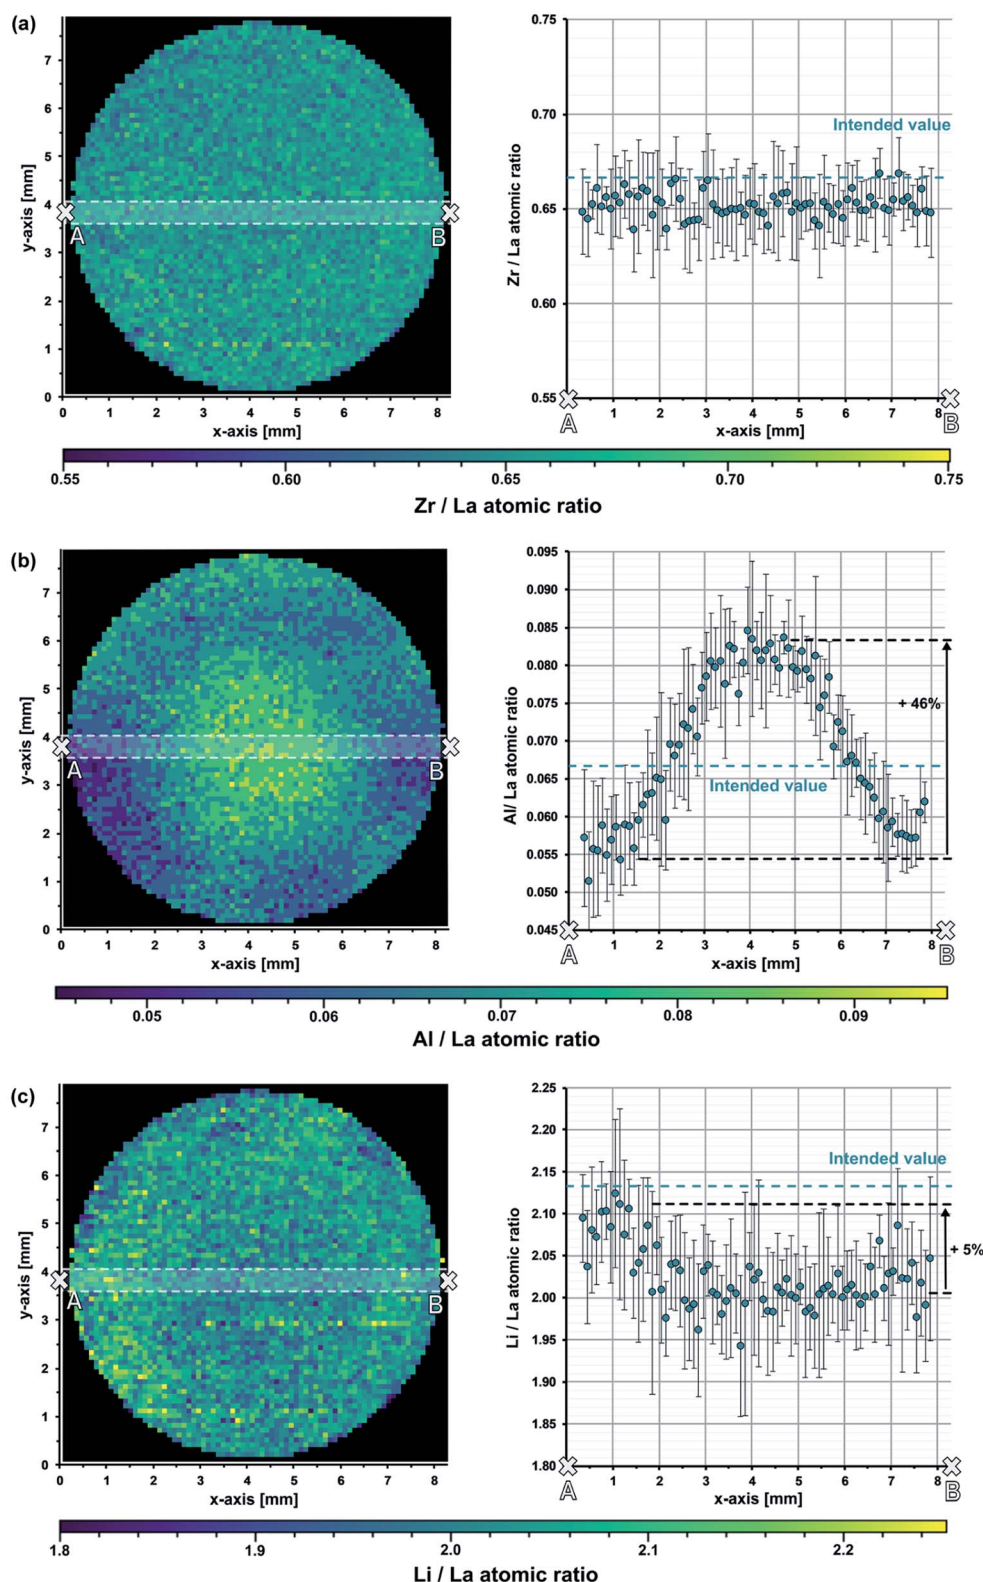 (a)
7
6
5
4
3
2
1
0
y-axis [mm]
A
B
0 1 2 3 4 5 6 7 8
x-axis [mm]
0.75
0.70
0.65
0.60
0.55
Zr / La atomic ratio
Intended value
1 2 3 4 5 6 7 8
A
x-axis [mm]
B
0.55 0.60 0.65 0.70 0.75
Zr / La atomic ratio
(b)
7
6
5
4
3
2
1
0
y-axis [mm]
A
B
0 1 2 3 4 5 6 7 8
x-axis [mm]
0.095
0.090
0.085
0.080
0.075
0.070
0.065
0.060
0.055
0.050
0.045
Al/ La atomic ratio
+ 46%
Intended value
1 2 3 4 5 6 7 8
A
x-axis [mm]
B
0.05 0.06 0.07 0.08 0.09
Al / La atomic ratio
(c)
7
6
5
4
3
2
1
0
y-axis [mm]
A
B
0 1 2 3 4 5 6 7 8
x-axis [mm]
2.25
2.20
2.15
2.10
2.05
2.00
1.95
1.90
1.85
1.80
Li / La atomic ratio
Intended value
+ 5%
1 2 3 4 5 6 7 8
A
x-axis [mm]
B
1.8 1.9 2.0 2.1 2.2
Li / La atomic ratio